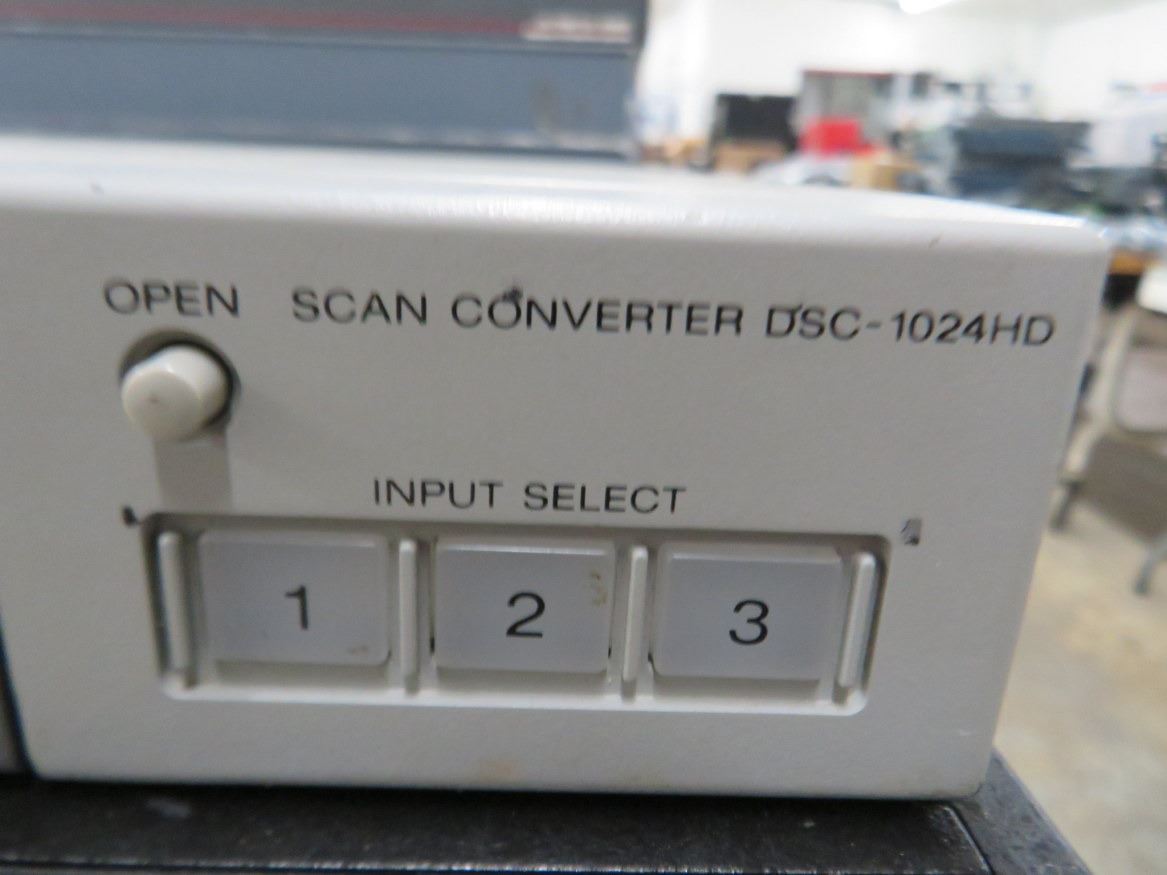 OPEN SCAN CONVERTER DSC-1024HD
INPUT SELECT
1 2 3